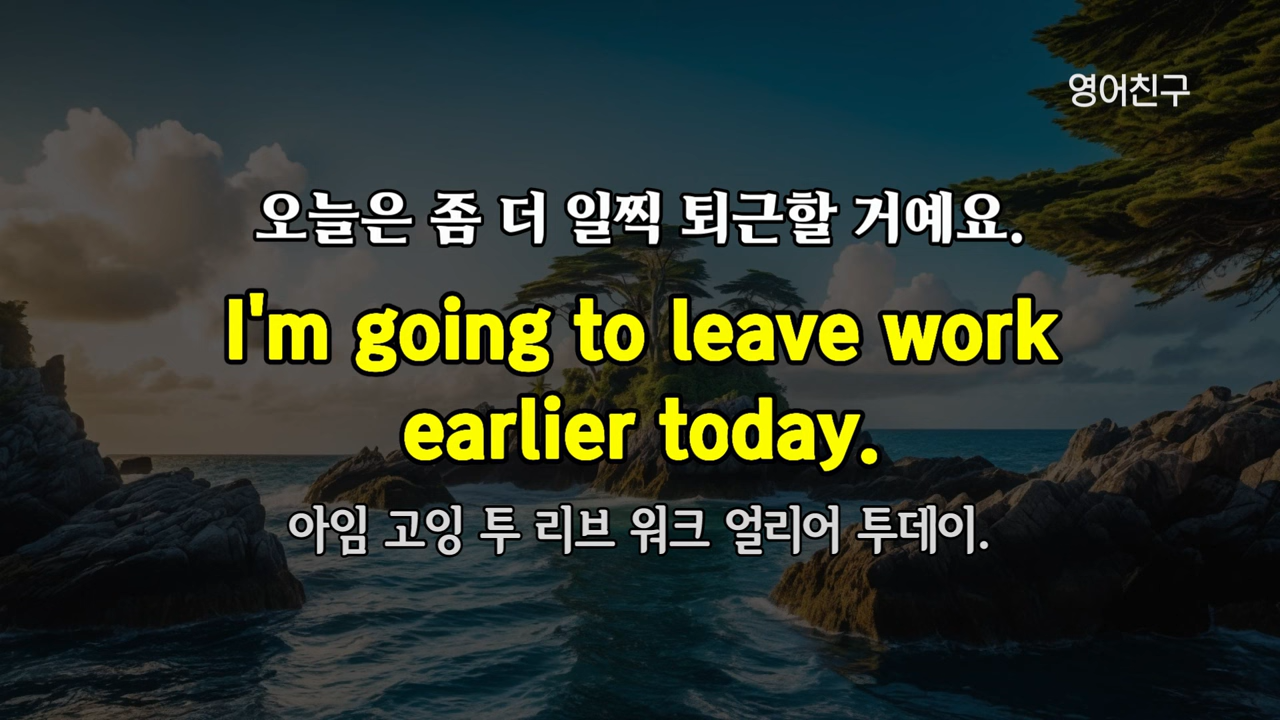 영어친구
오늘은 좀 더 일찍 퇴근할 거예요.
I'm going to leave work
earlier today.
아임 고잉 투 리브 워크 얼리어 투데이.